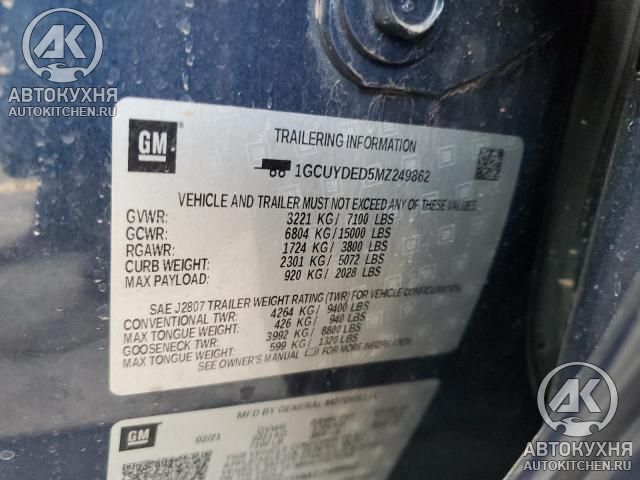 AK
АВТОКУХНЯ
AUTOKITCHEN.RU
AK
АВТОКУХНЯ
AUTOKITCHEN.RU
GM
TRAILERING INFORMATION
1GCUYDED5MZ249862
VEHICLE AND TRAILER MUST NOT EXCEED ANY OF THESE VALUES
GVWR: 3221 KG/ 7100 LBS
GCWR: 6804 KG/15000 LBS
RGAWR: 1724 KG/ 3800 LBS
CURB WEIGHT: 2301 KG/ 5072 LBS
MAX PAYLOAD: 920 KG/ 2028 LBS
SAE J2807 TRAILER WEIGHT RATING (TWR) FOR VEHICLE CONFIGURATION.
CONVENTIONAL TWR: 4264 KG/ 9400 LBS
MAX TONGUE WEIGHT: 426 KG/ 940 LBS
GOOSENECK TWR: 3992 KG/ 8800 LBS
MAX TONGUE WEIGHT: 599 KG/ 1320 LBS
SEE OWNER'S MANUAL FOR MORE INFORMATION
GM
MFD BY GENERAL MOTORS LLC
02/21
GVWR
AK
АВТОКУХНЯ
AUTOKITCHEN.RU